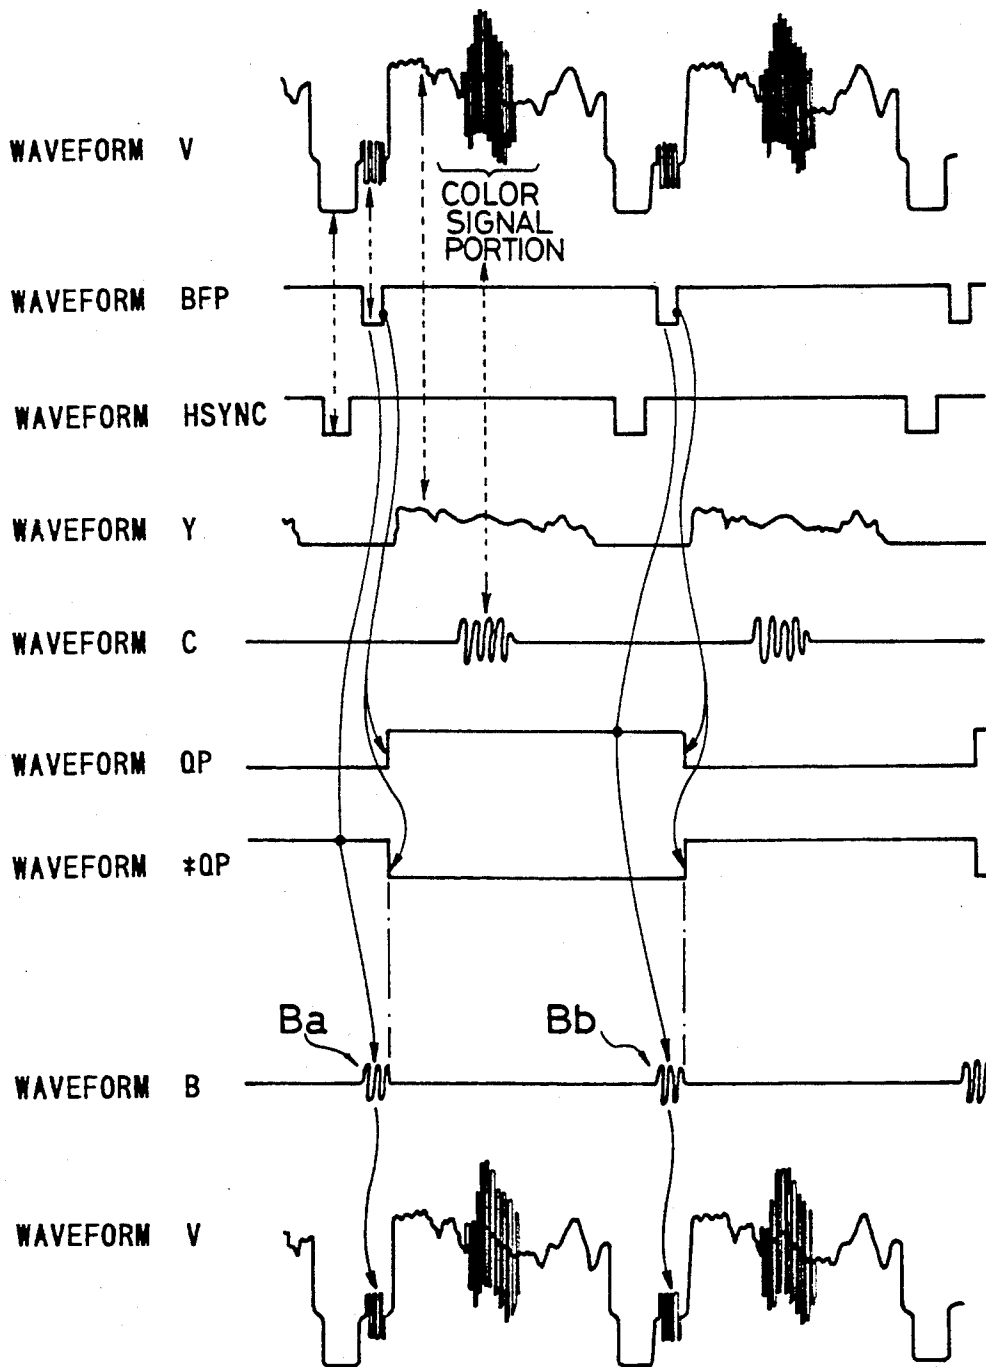 WAVEFORM V
COLOR
SIGNAL
PORTION
WAVEFORM BFP
WAVEFORM HSYNC
WAVEFORM Y
WAVEFORM C
WAVEFORM QP
WAVEFORM *QP
Ba
Bb
WAVEFORM B
WAVEFORM V